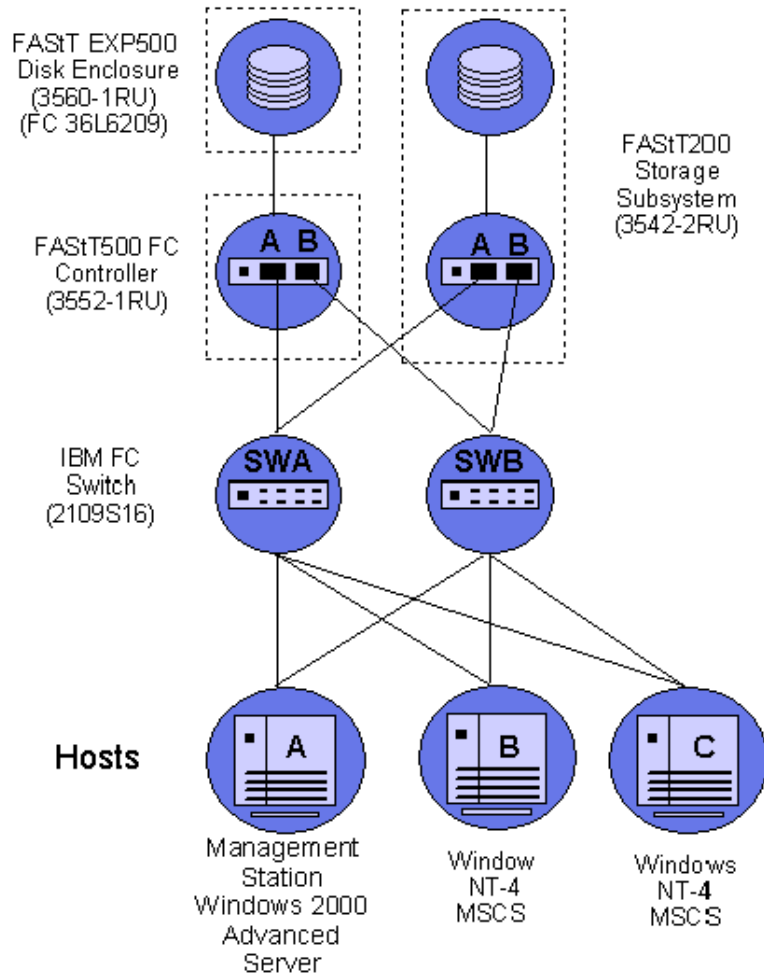 FAStT EXP500
Disk Enclosure
(3560-1RU)
(FC 36L6209)
FAStT200
Storage
Subsystem
(3542-2RU)
FAStT500 FC
Controller
(3552-1RU)
A B
A B
IBM FC
Switch
(2109S16)
SWA
SWB
Hosts
A
B
C
Management
Station
Windows 2000
Advanced
Server
Window
NT-4
MSCS
Windows
NT-4
MSCS